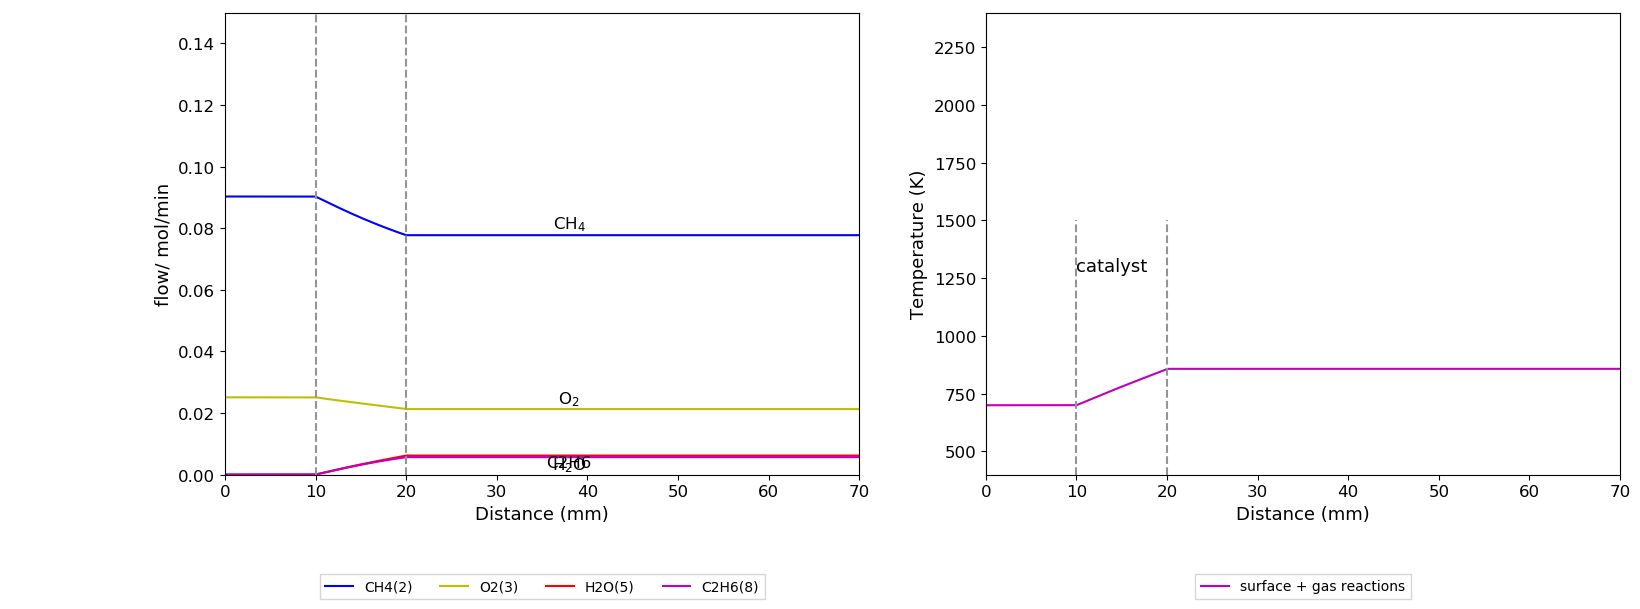 0.14
0.12
0.10
0.08
0.06
0.04
0.02
0.00
flow/ mol/min
CH₄
O₂
C2H6
H₂O
0 10 20 30 40 50 60 70
Distance (mm)
CH4(2) O2(3) H2O(5) C2H6(8)
2250
2000
1750
1500
1250
1000
750
500
Temperature (K)
catalyst
0 10 20 30 40 50 60 70
Distance (mm)
surface + gas reactions